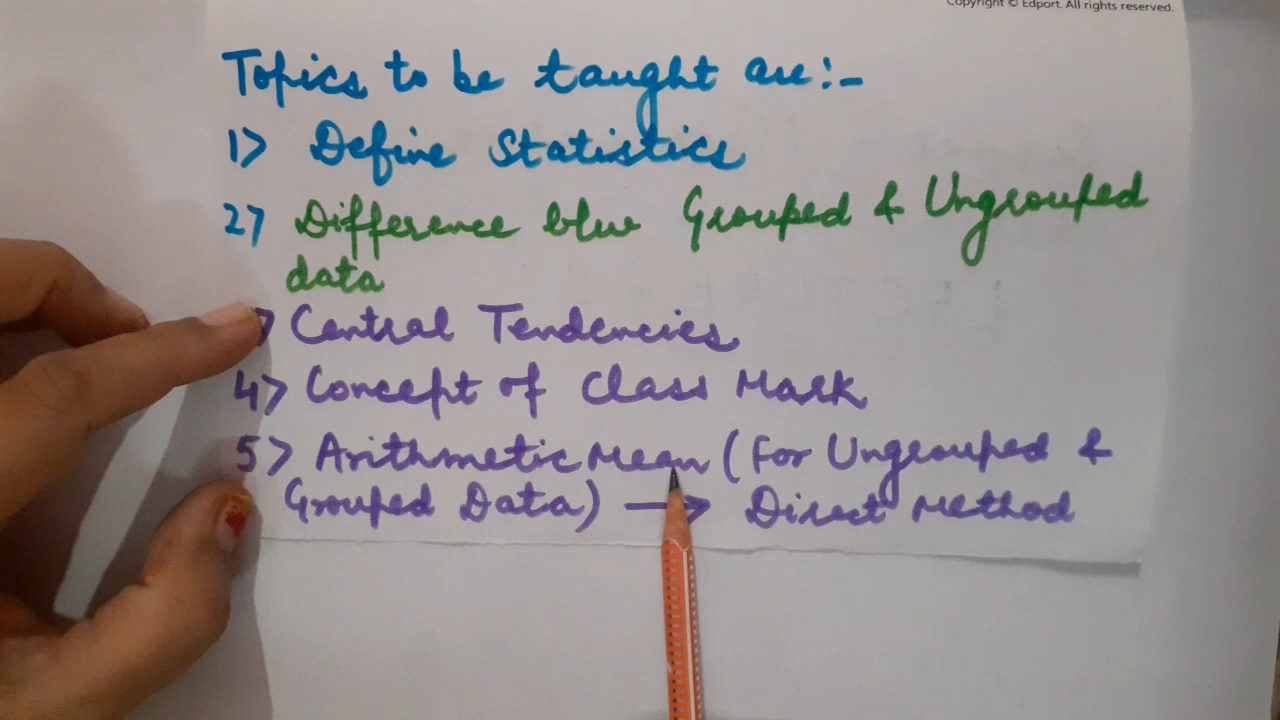 Copyright © Edport. All rights reserved.
Topics to be taught are:-
1> Define Statistics
2> Difference b/w Grouped & Ungrouped
data
> Central Tendencies
4> Concept of Class Mark
5> Arithmetic Mean (For Ungrouped &
Grouped Data) → Direct Method